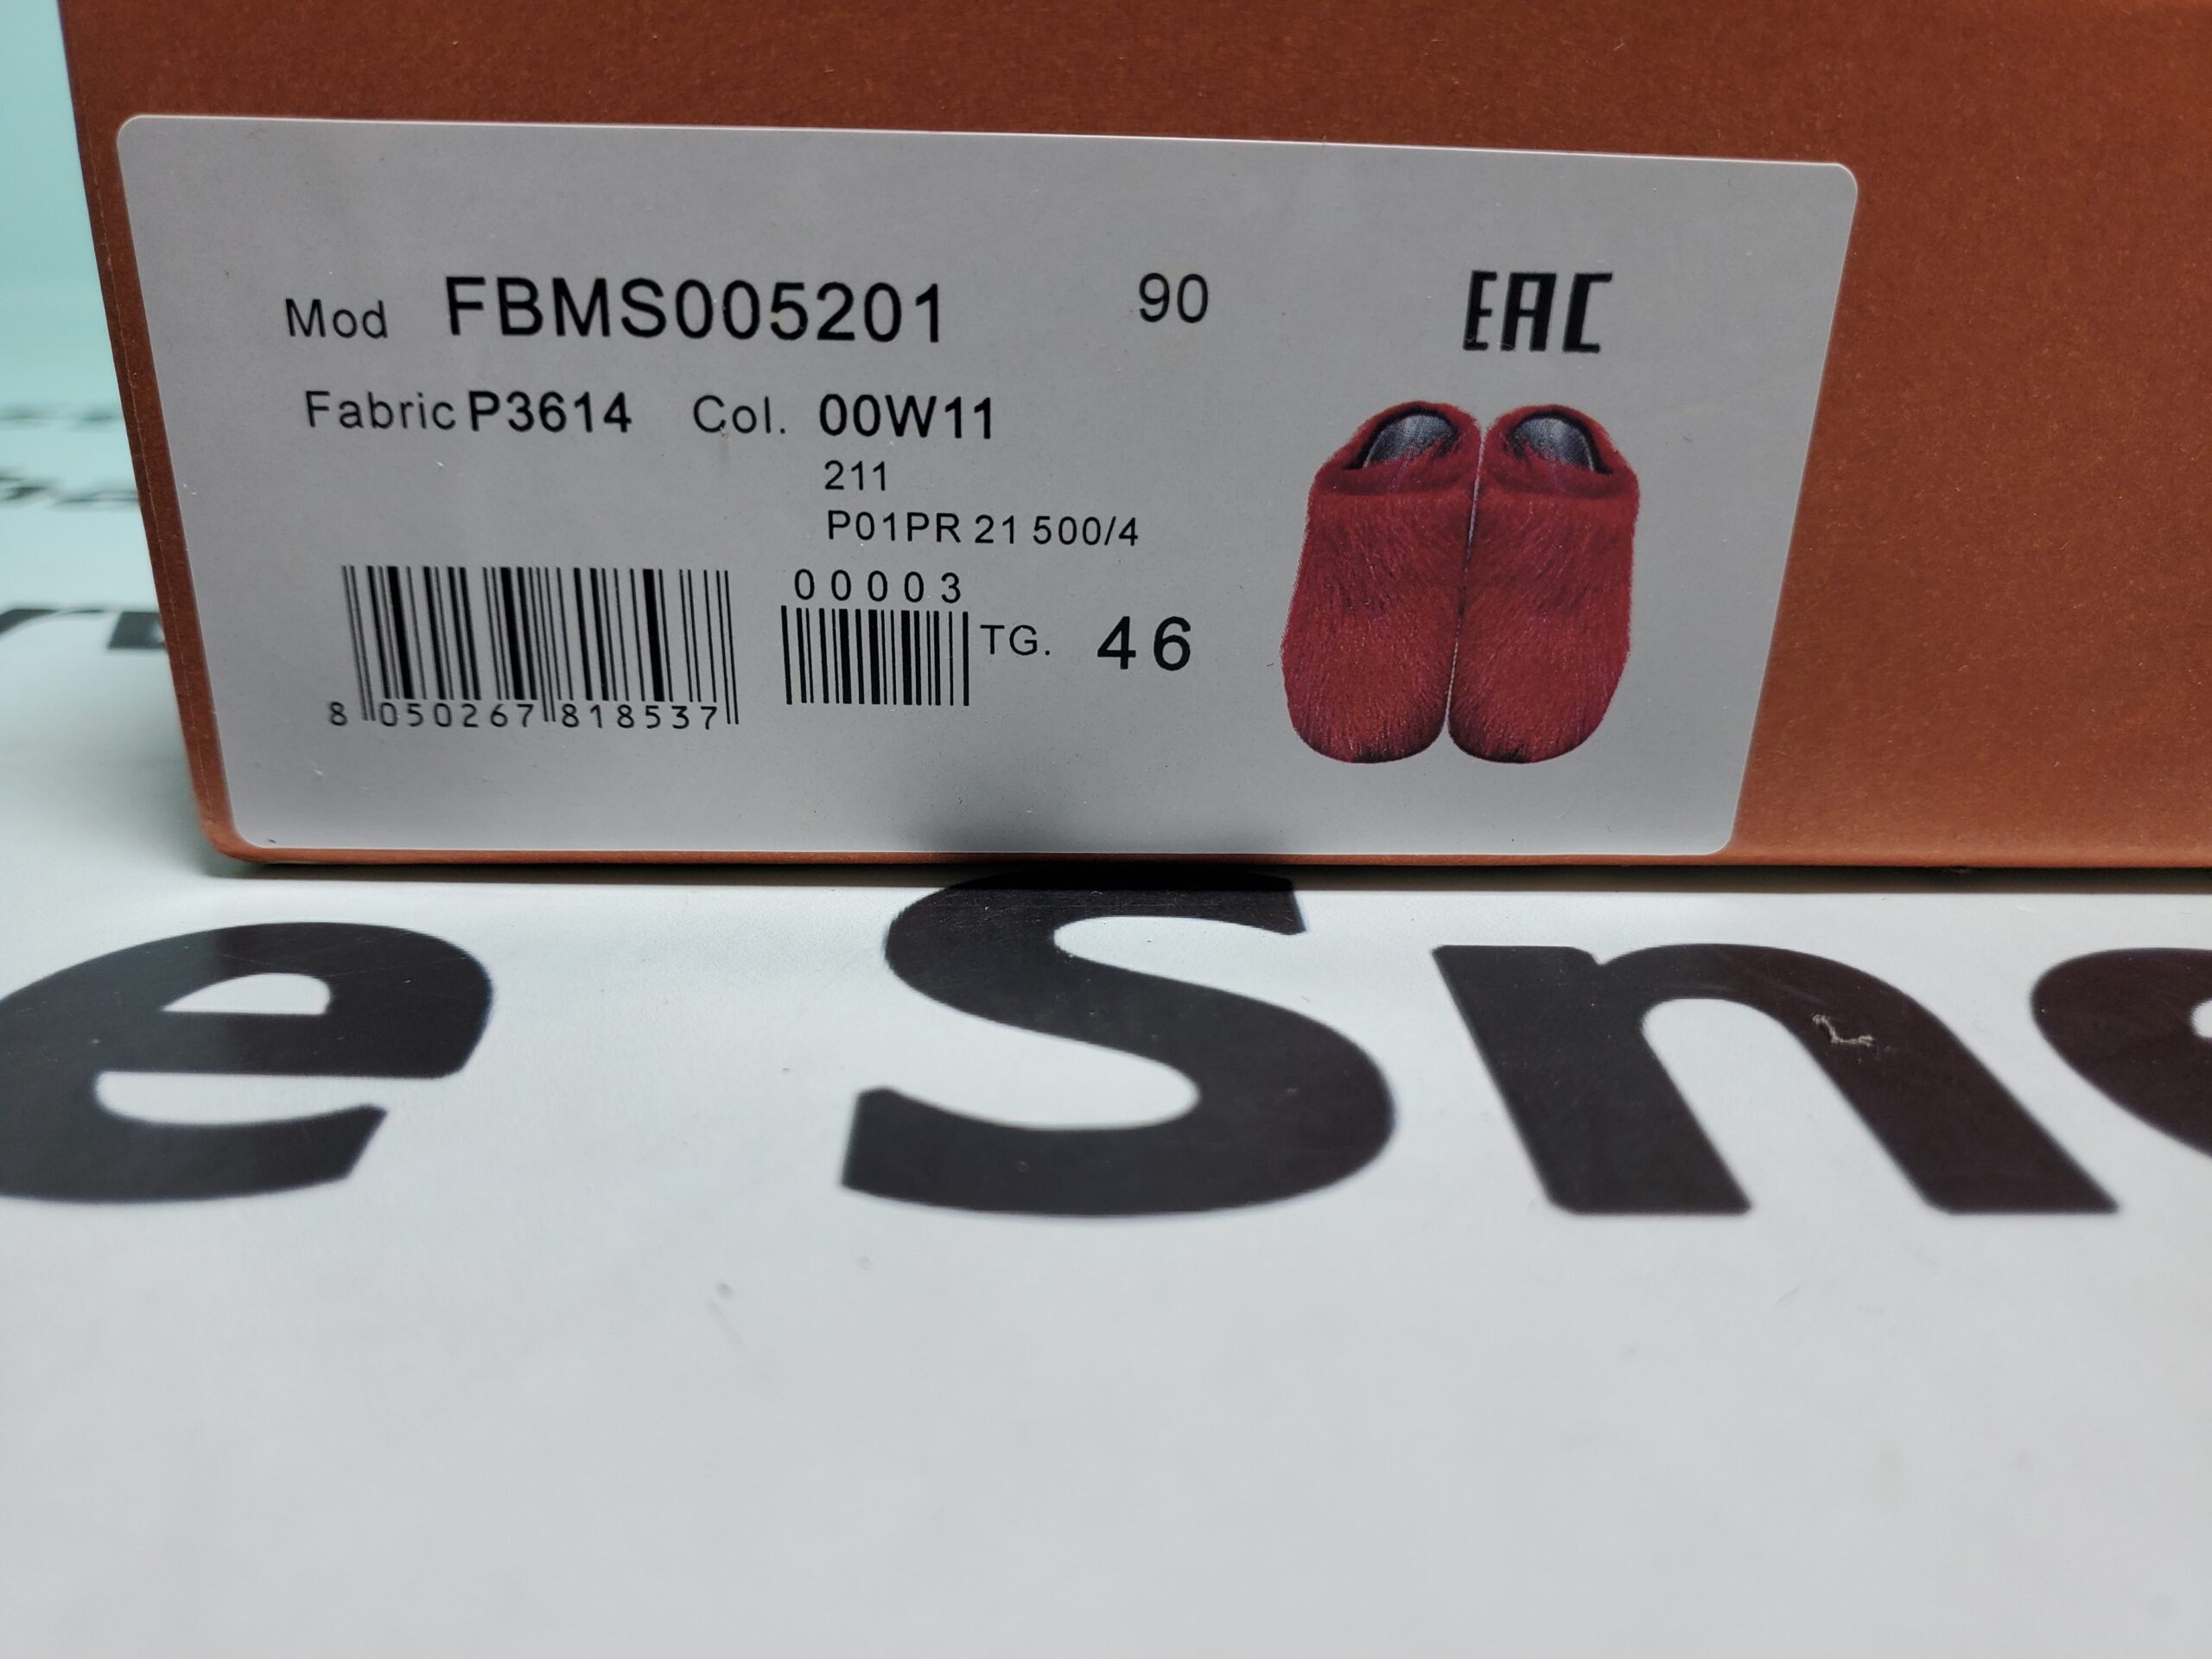 Mod FBMS005201 90 EAC
Fabric P3614 Col. 00W11
211
P01PR 21 500/4
00003
TG. 46
8 050267 818537
e Sne